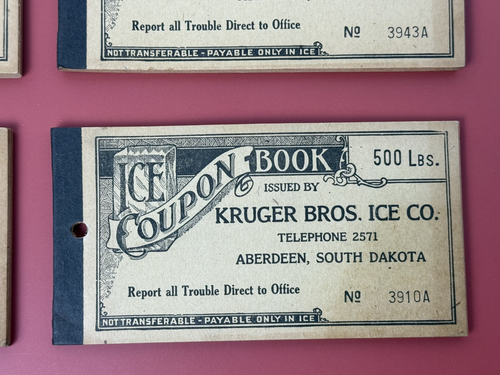 Report all Trouble Direct to Office
Nº 3943A
NOT TRANSFERABLE - PAYABLE ONLY IN ICE
ICE COUPON BOOK
500 LBS.
ISSUED BY
KRUGER BROS. ICE CO.
TELEPHONE 2571
ABERDEEN, SOUTH DAKOTA
Report all Trouble Direct to Office
Nº 3910A
NOT TRANSFERABLE - PAYABLE ONLY IN ICE